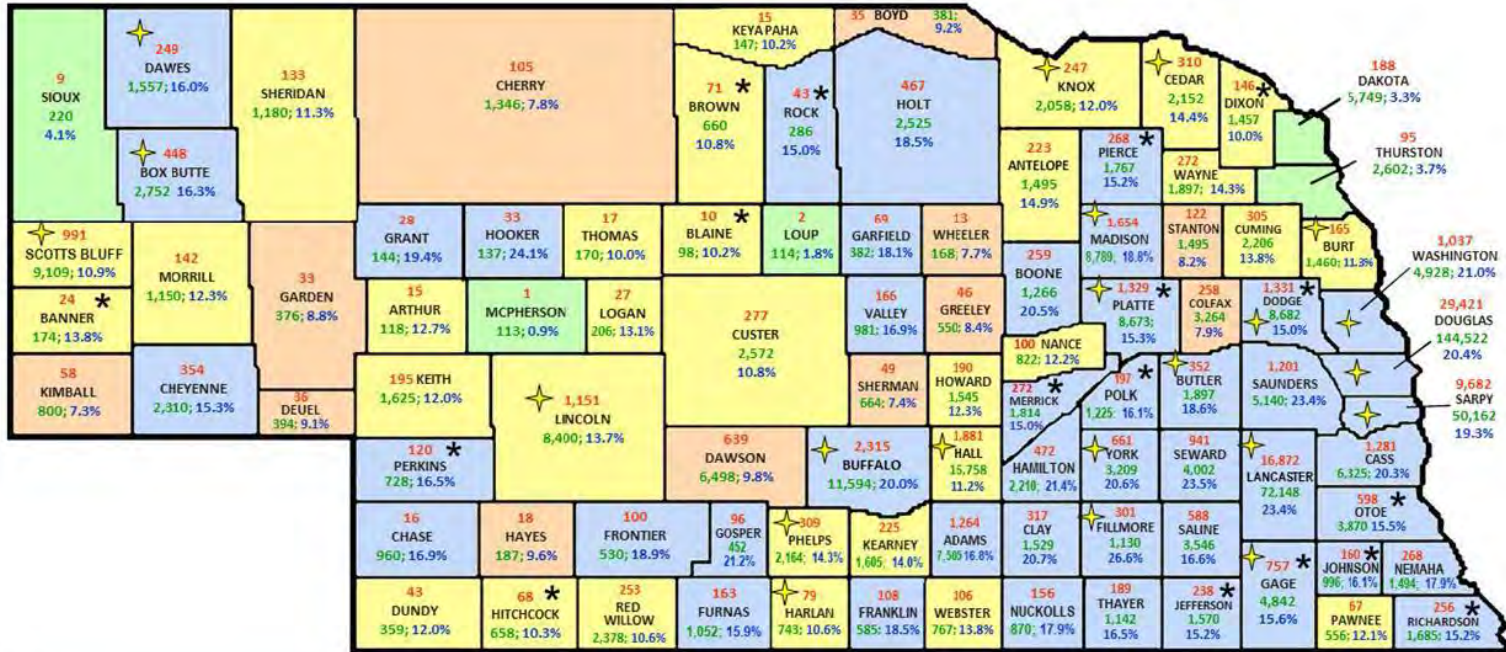 9
SIOUX
220
4.1%
249
DAWES
1,557; 16.0%
448
BOX BUTTE
2,752 16.3%
133
SHERIDAN
1,180; 11.3%
105
CHERRY
1,346; 7.8%
15
KEYA PAHA
147; 10.2%
35 BOYD 381;
9.2%
71 *
BROWN
660
10.8%
43 *
ROCK
286
15.0%
467
HOLT
2,525
18.5%
247
KNOX
2,058; 12.0%
310
CEDAR
2,152
14.4%
146 *
DIXON
1,457
10.0%
188
DAKOTA
5,749; 3.3%
95
THURSTON
2,602; 3.7%
223
ANTELOPE
1,495
14.9%
268 *
PIERCE
1,767
15.2%
272
WAYNE
1,897; 14.3%
991
SCOTTS BLUFF
9,109; 10.9%
142
MORRILL
1,150; 12.3%
33
GARDEN
376; 8.8%
28
GRANT
144; 19.4%
33
HOOKER
137; 24.1%
17
THOMAS
170; 10.0%
10 *
BLAINE
98; 10.2%
2
LOUP
114; 1.8%
69
GARFIELD
382; 18.1%
13
WHEELER
168; 7.7%
259
BOONE
1,266
20.5%
1,654
MADISON
8,789; 18.8%
122
STANTON
1,495
8.2%
305
CUMING
2,206
13.8%
165
BURT
1,460; 11.3%
1,037
WASHINGTON
4,928; 21.0%
24 *
BANNER
174; 13.8%
15
ARTHUR
118; 12.7%
1
MCPHERSON
113; 0.9%
27
LOGAN
206; 13.1%
277
CUSTER
2,572
10.8%
166
VALLEY
981; 16.9%
46
GREELEY
550; 8.4%
1,329
PLATTE *
8,673;
15.3%
258
COLFAX
3,264
7.9%
1,331 *
DODGE
8,682
15.0%
29,421
DOUGLAS
144,522
20.4%
100 NANCE
822; 12.2%
58
KIMBALL
800; 7.3%
354
CHEYENNE
2,310; 15.3%
36
DEUEL
394; 9.1%
195 KEITH
1,625; 12.0%
1,151
LINCOLN
8,400; 13.7%
49
SHERMAN
664; 7.4%
190
HOWARD
1,545
12.3%
272 *
MERRICK
1,814
15.0%
197 *
POLK
1,225; 16.1%
352
BUTLER
1,897
18.6%
1,201
SAUNDERS
5,140; 23.4%
9,682
SARPY
50,162
19.3%
120 *
PERKINS
728; 16.5%
639
DAWSON
6,498; 9.8%
2,315
BUFFALO
11,594; 20.0%
1,881
HALL
15,758
11.2%
472
HAMILTON
2,210; 21.4%
661
YORK
3,209
20.6%
941
SEWARD
4,002
23.5%
16,872
LANCASTER
72,148
23.4%
1,281
CASS
6,325; 20.3%
598 *
OTOE
3,870 15.5%
16
CHASE
960; 16.9%
18
HAYES
187; 9.6%
100
FRONTIER
530; 18.9%
96
GOSPER
452
21.2%
309
PHELPS
2,164; 14.3%
225
KEARNEY
1,605; 14.0%
1,264
ADAMS
7,505 16.8%
317
CLAY
1,529
20.7%
301
FILLMORE
1,130
26.6%
588
SALINE
3,546
16.6%
757 *
GAGE
4,842
15.6%
160 *
JOHNSON
996; 16.1%
268
NEMAHA
1,494; 17.9%
43
DUNDY
359; 12.0%
68 *
HITCHCOCK
658; 10.3%
253
RED
WILLOW
2,378; 10.6%
163
FURNAS
1,052; 15.9%
79
HARLAN
743; 10.6%
108
FRANKLIN
585; 18.5%
106
WEBSTER
767; 13.8%
156
NUCKOLLS
870; 17.9%
189
THAYER
1,142
16.5%
238 *
JEFFERSON
1,570
15.2%
67
PAWNEE
556; 12.1%
256 *
RICHARDSON
1,685; 15.2%